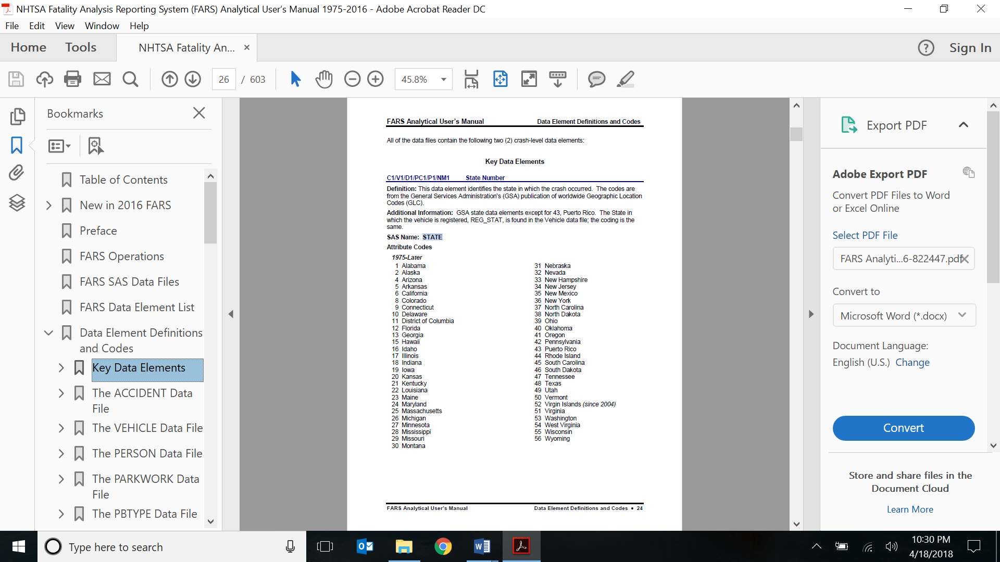 NHTSA Fatality Analysis Reporting System (FARS) Analytical User's Manual 1975-2016 - Adobe Acrobat Reader DC
File Edit View Window Help
Home Tools NHTSA Fatality An... × ? Sign In
26 / 603 45.8%
Bookmarks
Table of Contents
New in 2016 FARS
Preface
FARS Operations
FARS SAS Data Files
FARS Data Element List
Data Element Definitions
and Codes
Key Data Elements
The ACCIDENT Data
File
The VEHICLE Data File
The PERSON Data File
The PARKWORK Data
File
The PBTYPE Data File
FARS Analytical User's Manual Data Element Definitions and Codes
All of the data files contain the following two (2) crash-level data elements:
Key Data Elements
C1/V1/D1/PC1/P1/NM1 State Number
Definition: This data element identifies the state in which the crash occurred. The codes are
from the General Services Administration's (GSA) publication of worldwide Geographic Location
Codes (GLC).
Additional Information: GSA state data elements except for 43, Puerto Rico. The State in
which the vehicle is registered, REG_STAT, is found in the Vehicle data file; the coding is the
same.
SAS Name: STATE
Attribute Codes
1975-Later
1 Alabama
2 Alaska
4 Arizona
5 Arkansas
6 California
8 Colorado
9 Connecticut
10 Delaware
11 District of Columbia
12 Florida
13 Georgia
15 Hawaii
16 Idaho
17 Illinois
18 Indiana
19 Iowa
20 Kansas
21 Kentucky
22 Louisiana
23 Maine
24 Maryland
25 Massachusetts
26 Michigan
27 Minnesota
28 Mississippi
29 Missouri
30 Montana
31 Nebraska
32 Nevada
33 New Hampshire
34 New Jersey
35 New Mexico
36 New York
37 North Carolina
38 North Dakota
39 Ohio
40 Oklahoma
41 Oregon
42 Pennsylvania
43 Puerto Rico
44 Rhode Island
45 South Carolina
46 South Dakota
47 Tennessee
48 Texas
49 Utah
50 Vermont
52 Virgin Islands (since 2004)
51 Virginia
53 Washington
54 West Virginia
55 Wisconsin
56 Wyoming
FARS Analytical User's Manual Data Element Definitions and Codes • 24
Export PDF
Adobe Export PDF
Convert PDF Files to Word
or Excel Online
Select PDF File
FARS Analyti...6-822447.pdf
Convert to
Microsoft Word (*.docx)
Document Language:
English (U.S.) Change
Convert
Store and share files in the
Document Cloud
Learn More
Type here to search
10:30 PM
4/18/2018